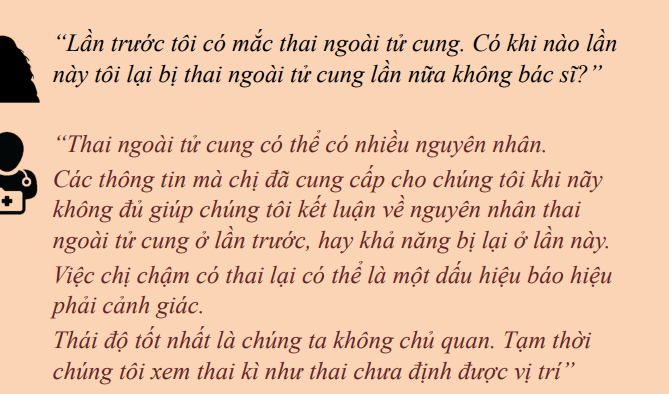 “Lần trước tôi có mắc thai ngoài tử cung. Có khi nào lần
này tôi lại bị thai ngoài tử cung lần nữa không bác sĩ?”
“Thai ngoài tử cung có thể có nhiều nguyên nhân.
Các thông tin mà chị đã cung cấp cho chúng tôi khi nãy
không đủ giúp chúng tôi kết luận về nguyên nhân thai
ngoài tử cung ở lần trước, hay khả năng bị lại ở lần này.
Việc chị chậm có thai lại có thể là một dấu hiệu báo hiệu
phải cảnh giác.
Thái độ tốt nhất là chúng ta không chủ quan. Tạm thời
chúng tôi xem thai kì như thai chưa định được vị trí”